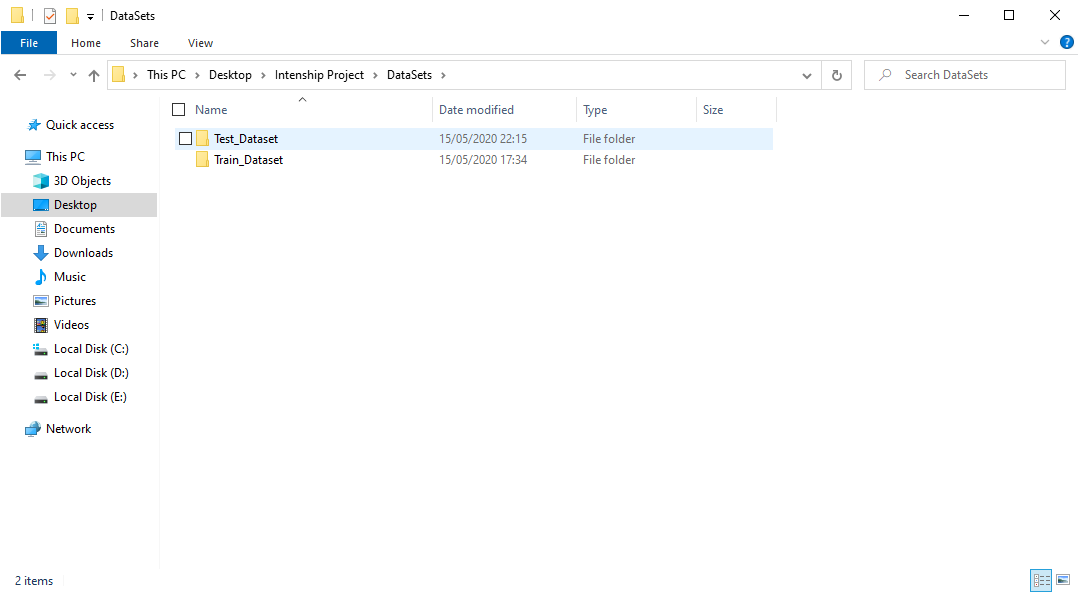 DataSets
File Home Share View
This PC Desktop Intenship Project DataSets
Search DataSets
Name Date modified Type Size
Test_Dataset 15/05/2020 22:15 File folder
Train_Dataset 15/05/2020 17:34 File folder
Quick access
This PC
3D Objects
Desktop
Documents
Downloads
Music
Pictures
Videos
Local Disk (C:)
Local Disk (D:)
Local Disk (E:)
Network
2 items